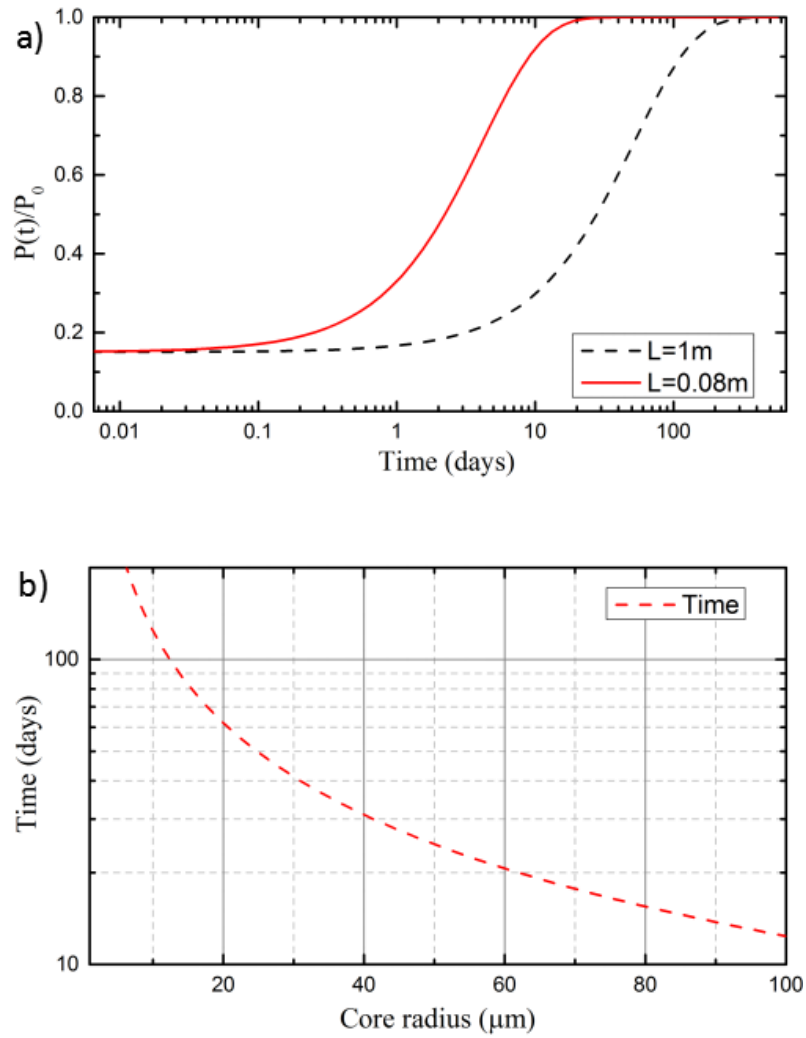 a)
1.0
0.8
0.6
0.4
0.2
0.0
P(t)/P₀
L=1m
L=0.08m
0.01 0.1 1 10 100
Time (days)
b)
Time
100
10
Time (days)
20 40 60 80 100
Core radius (μm)